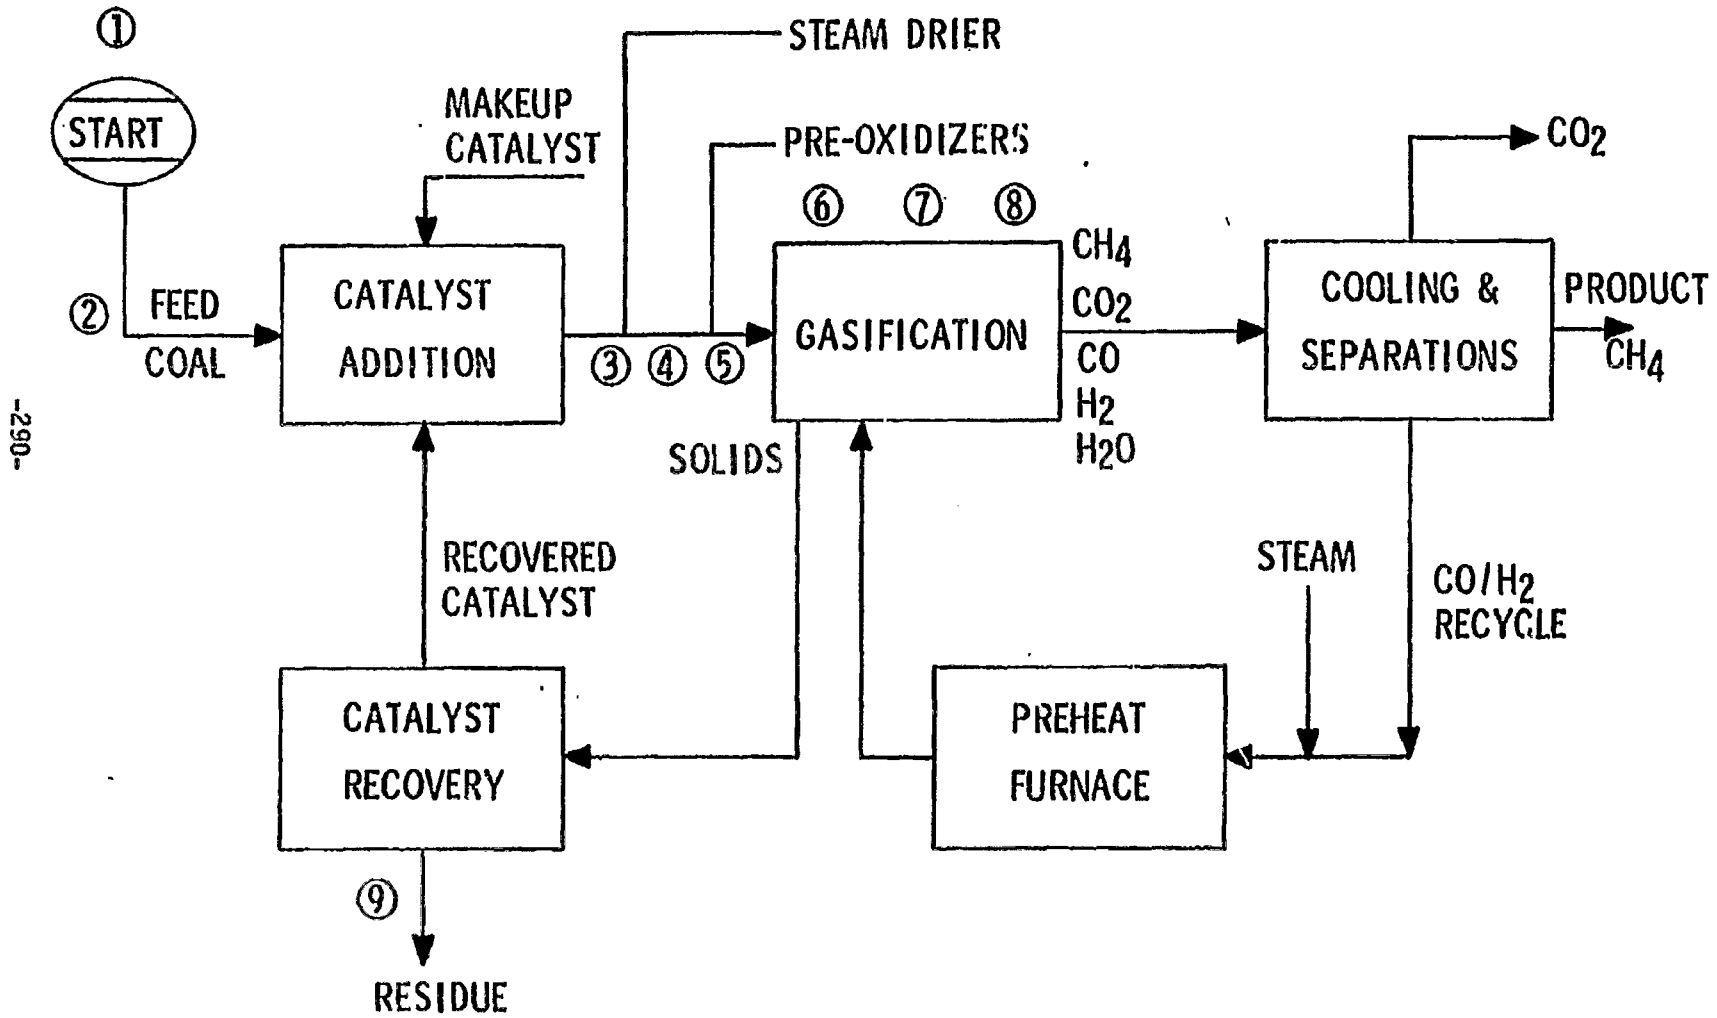 ①
START
②
FEED
COAL
MAKEUP
CATALYST
CATALYST
ADDITION
STEAM DRIER
PRE-OXIDIZERS
③ ④ ⑤
⑥ ⑦ ⑧
GASIFICATION
CH4
CO2
CO
H2
H2O
COOLING &
SEPARATIONS
CO2
PRODUCT
CH4
SOLIDS
RECOVERED
CATALYST
STEAM
CO/H2
RECYCLE
CATALYST
RECOVERY
PREHEAT
FURNACE
⑨
RESIDUE
-290-